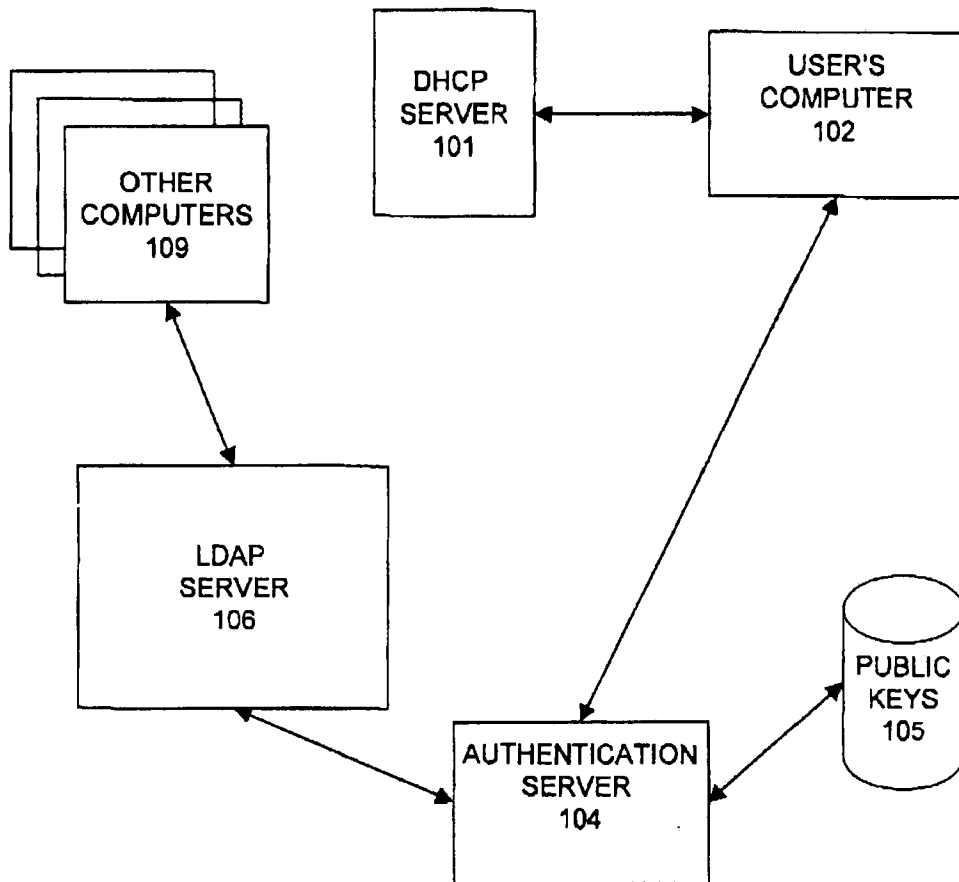 DHCP
SERVER
101
USER'S
COMPUTER
102
OTHER
COMPUTERS
109
LDAP
SERVER
106
PUBLIC
KEYS
105
AUTHENTICATION
SERVER
104